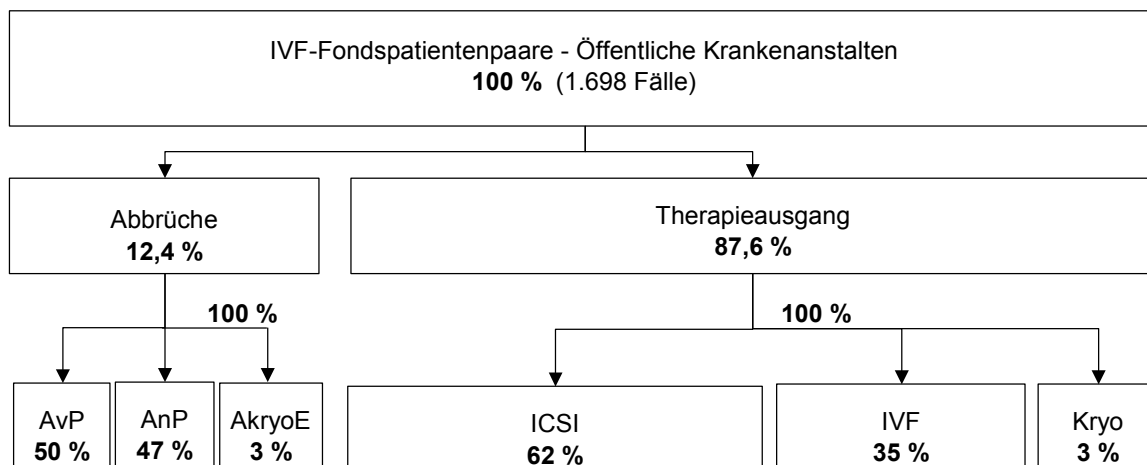 IVF-Fondspatientenpaare - Öffentliche Krankenanstalten
100 % (1.698 Fälle)
Abbrüche
12,4 %
Therapieausgang
87,6 %
100 %
100 %
AvP
50 %
AnP
47 %
AkryoE
3 %
ICSI
62 %
IVF
35 %
Kryo
3 %